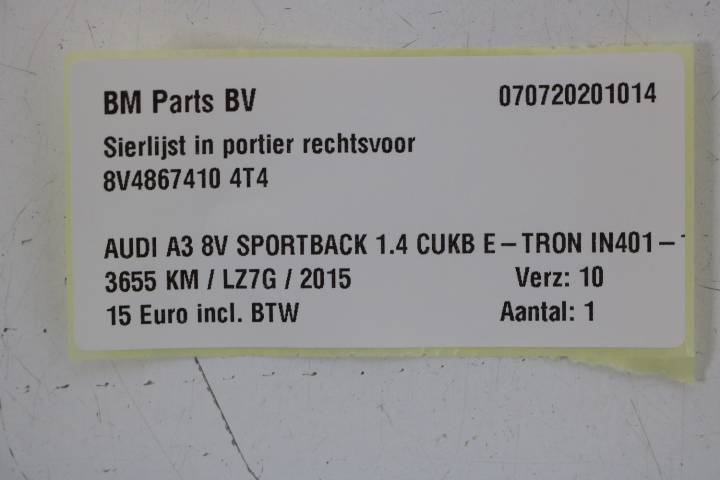 BM Parts BV 070720201014
Sierlijst in portier rechtsvoor
8V4867410 4T4
AUDI A3 8V SPORTBACK 1.4 CUKB E-TRON IN401-
3655 KM / LZ7G / 2015 Verz: 10
15 Euro incl. BTW Aantal: 1